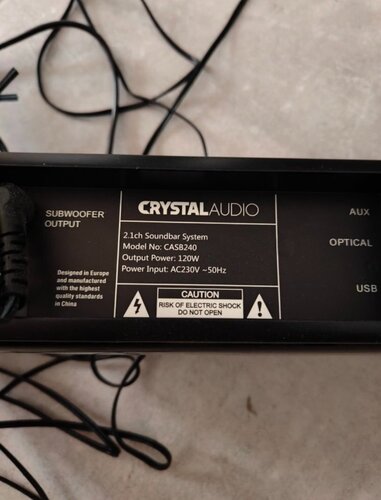 SUBWOOFER
OUTPUT
Designed in Europe
and manufactured
with the highest
quality standards
in China
CRYSTALAUDIO
2.1ch Soundbar System
Model No: CASB240
Output Power: 120W
Power Input: AC230V ~50Hz
CAUTION
RISK OF ELECTRIC SHOCK
DO NOT OPEN
AUX
OPTICAL
USB